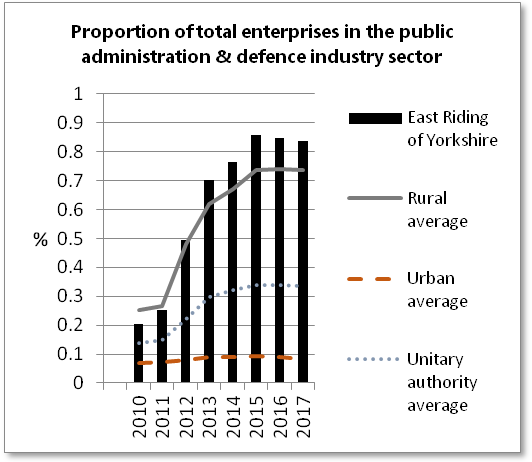 Proportion of total enterprises in the public
administration & defence industry sector
1
0.9
0.8
0.7
0.6
0.5
0.4
0.3
0.2
0.1
0
%
2010
2011
2012
2013
2014
2015
2016
2017
East Riding
of Yorkshire
Rural
average
Urban
average
Unitary
authority
average